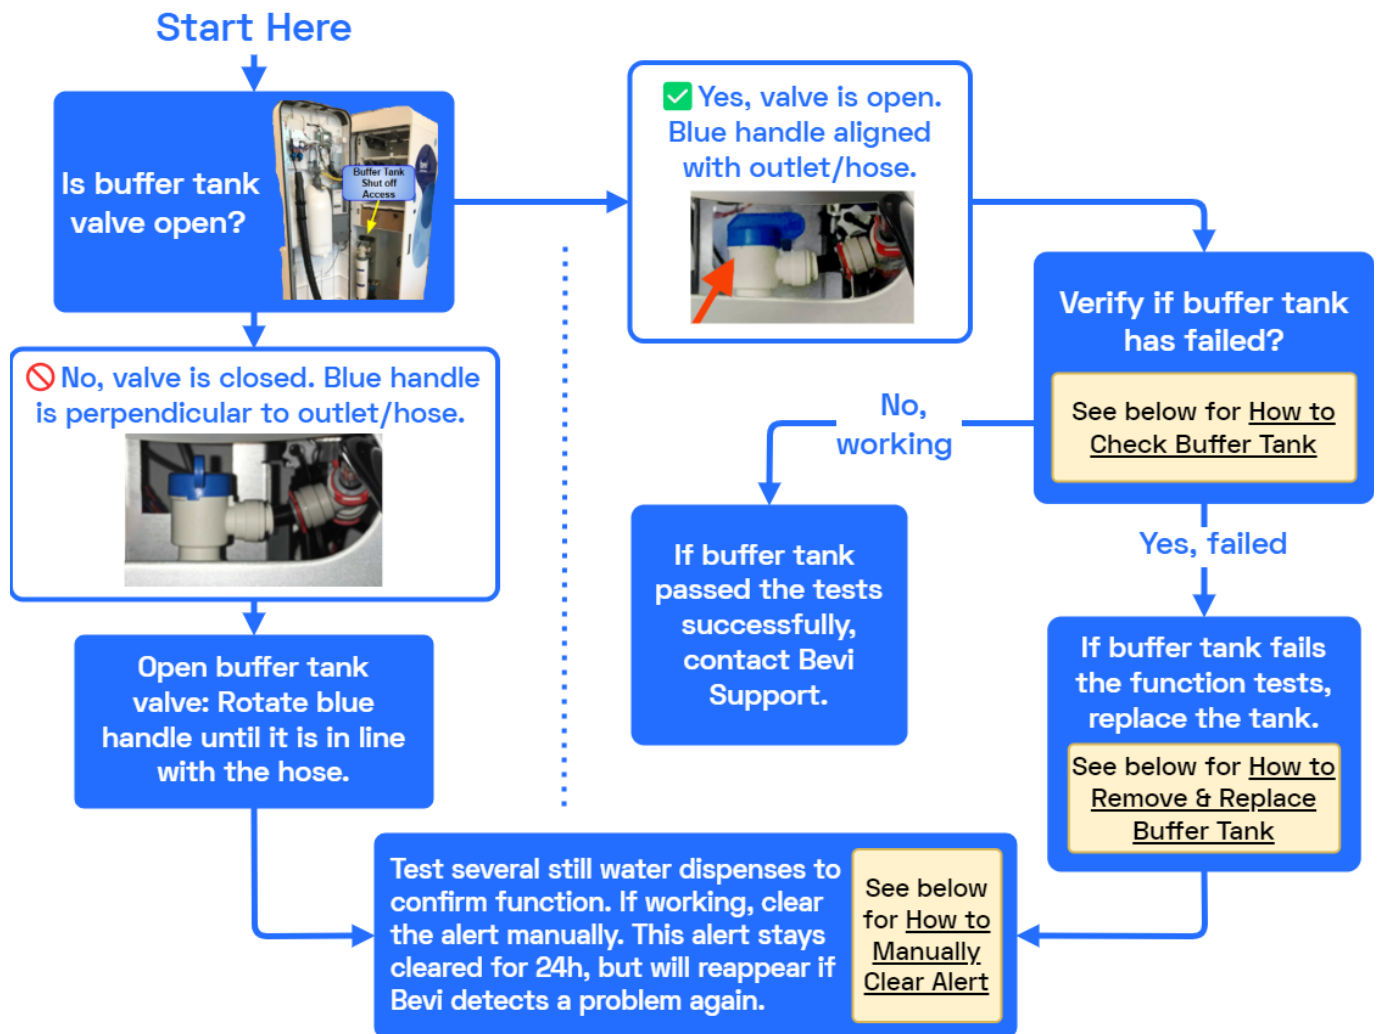 Start Here
Is buffer tank
valve open?
Buffer Tank
Shut off
Access
Yes, valve is open.
Blue handle aligned
with outlet/hose.
No, valve is closed. Blue handle
is perpendicular to outlet/hose.
Open buffer tank
valve: Rotate blue
handle until it is in line
with the hose.
Verify if buffer tank
has failed?
See below for How to
Check Buffer Tank
No,
working
If buffer tank
passed the tests
successfully,
contact Bevi
Support.
Yes, failed
If buffer tank fails
the function tests,
replace the tank.
See below for How to
Remove & Replace
Buffer Tank
Test several still water dispenses to
confirm function. If working, clear
the alert manually. This alert stays
cleared for 24h, but will reappear if
Bevi detects a problem again.
See below
for How to
Manually
Clear Alert